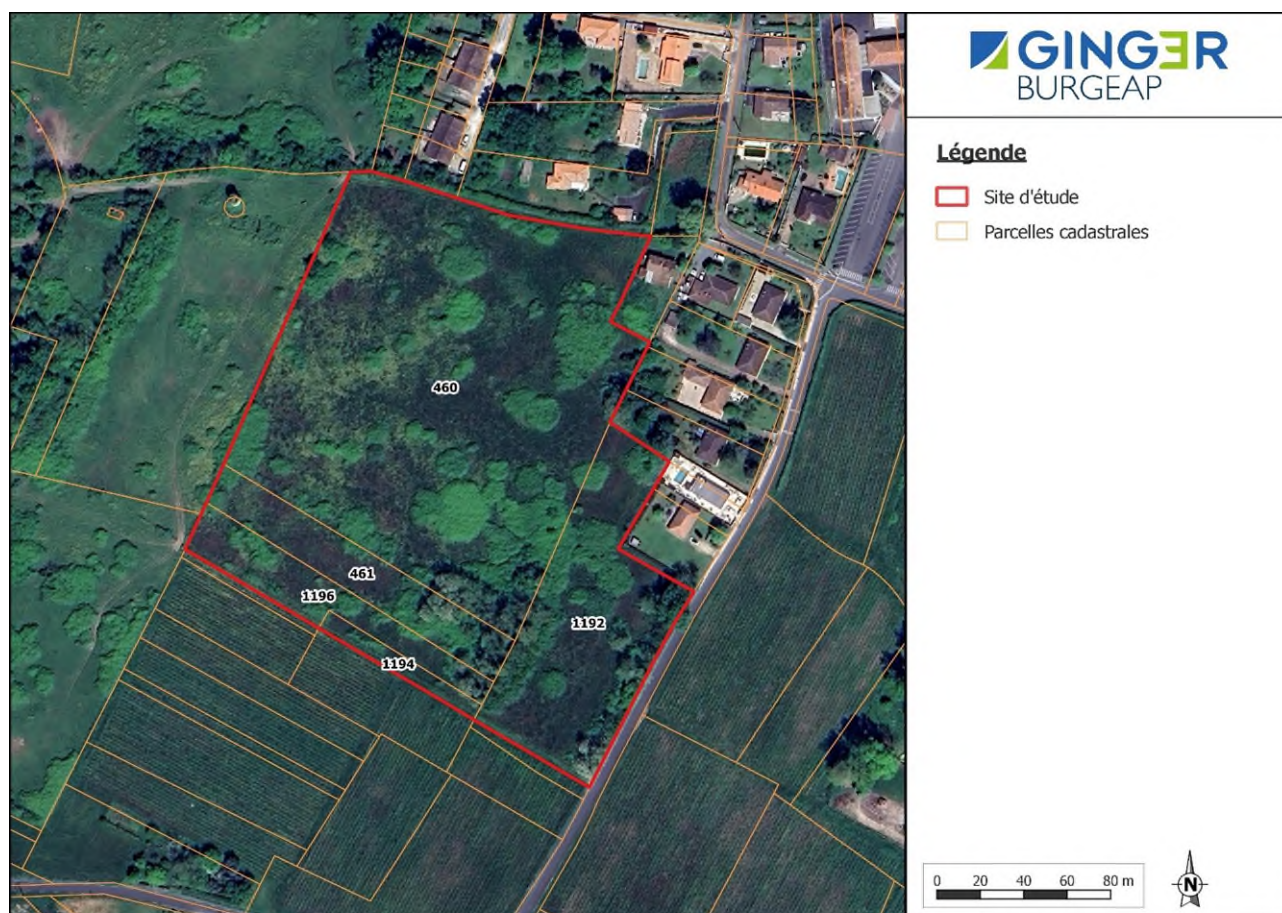 GINGER
BURGEAP
Légende
Site d'étude
Parcelles cadastrales
460
461
1196
1192
1194
0 20 40 60 80 m
N